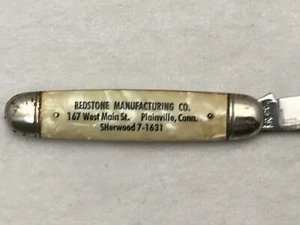 REDSTONE MANUFACTURING CO.
167 West Main St. Plainville, Conn.
SHerwood 7-1631